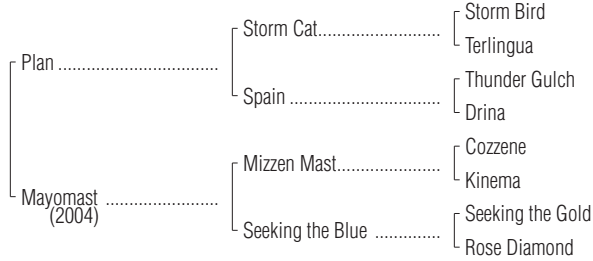 Storm Bird
Storm Cat..............................
Terlingua
Plan .................................
Thunder Gulch
Spain .....................................
Drina
Cozzene
Mizzen Mast.........................
Kinema
Mayomast .......................
(2004)
Seeking the Gold
Seeking the Blue ................
Rose Diamond